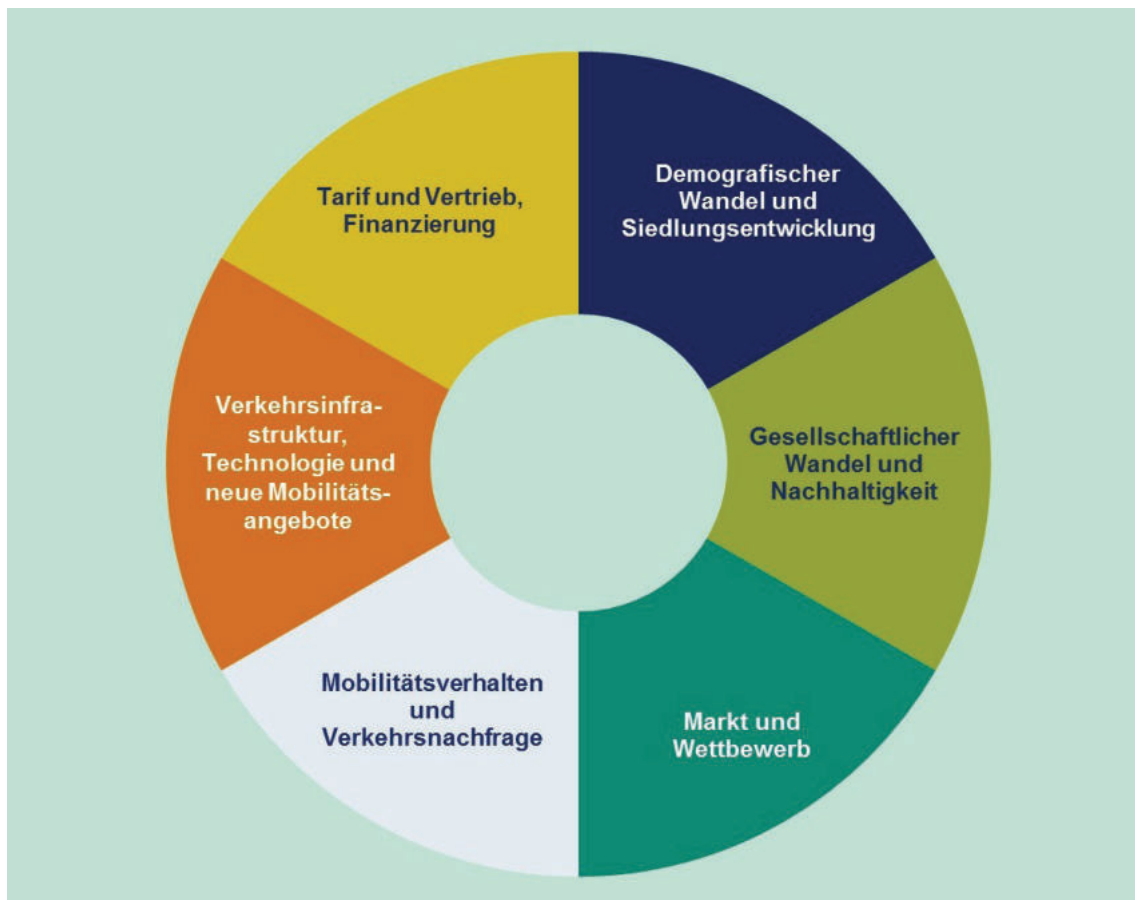 Demografischer
Wandel und
Siedlungsentwicklung
Gesellschaftlicher
Wandel und
Nachhaltigkeit
Markt und
Wettbewerb
Mobilitätsverhalten
und
Verkehrsnachfrage
Verkehrsinfra-
struktur,
Technologie und
neue Mobilitäts-
angebote
Tarif und Vertrieb,
Finanzierung